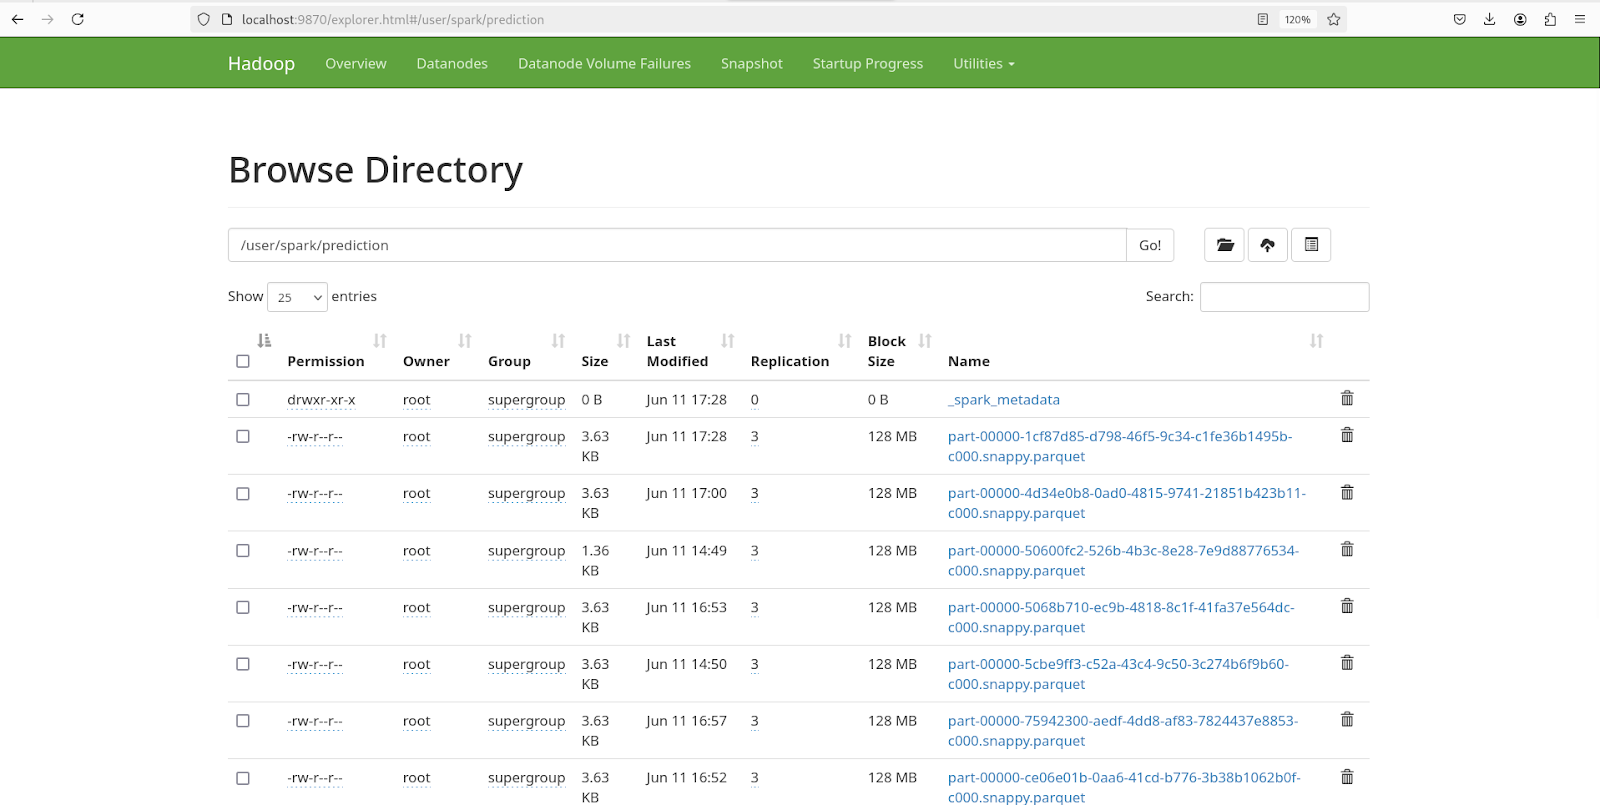 localhost:9870/explorer.html#/user/spark/prediction 120%
Hadoop Overview Datanodes Datanode Volume Failures Snapshot Startup Progress Utilities
Browse Directory
/user/spark/prediction Go!
Show 25 entries Search:
Permission Owner Group Size Last Modified Replication Block Size Name
drwxr-xr-x root supergroup 0 B Jun 11 17:28 0 0 B _spark_metadata
-rw-r--r-- root supergroup 3.63 KB Jun 11 17:28 3 128 MB part-00000-1cf87d85-d798-46f5-9c34-c1fe36b1495b-
c000.snappy.parquet
-rw-r--r-- root supergroup 3.63 KB Jun 11 17:00 3 128 MB part-00000-4d34e0b8-0ad0-4815-9741-21851b423b11-
c000.snappy.parquet
-rw-r--r-- root supergroup 1.36 KB Jun 11 14:49 3 128 MB part-00000-50600fc2-526b-4b3c-8e28-7e9d88776534-
c000.snappy.parquet
-rw-r--r-- root supergroup 3.63 KB Jun 11 16:53 3 128 MB part-00000-5068b710-ec9b-4818-8c1f-41fa37e564dc-
c000.snappy.parquet
-rw-r--r-- root supergroup 3.63 KB Jun 11 14:50 3 128 MB part-00000-5cbe9ff3-c52a-43c4-9c50-3c274b6f9b60-
c000.snappy.parquet
-rw-r--r-- root supergroup 3.63 KB Jun 11 16:57 3 128 MB part-00000-75942300-aedf-4dd8-af83-7824437e8853-
c000.snappy.parquet
-rw-r--r-- root supergroup 3.63 KB Jun 11 16:52 3 128 MB part-00000-ce06e01b-0aa6-41cd-b776-3b38b1062b0f-
c000.snappy.parquet